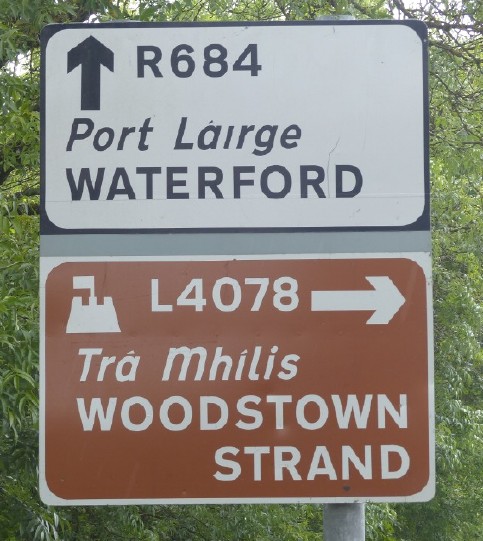 R684
Port Láirge
WATERFORD
L4078
Trá Mhílis
WOODSTOWN
STRAND